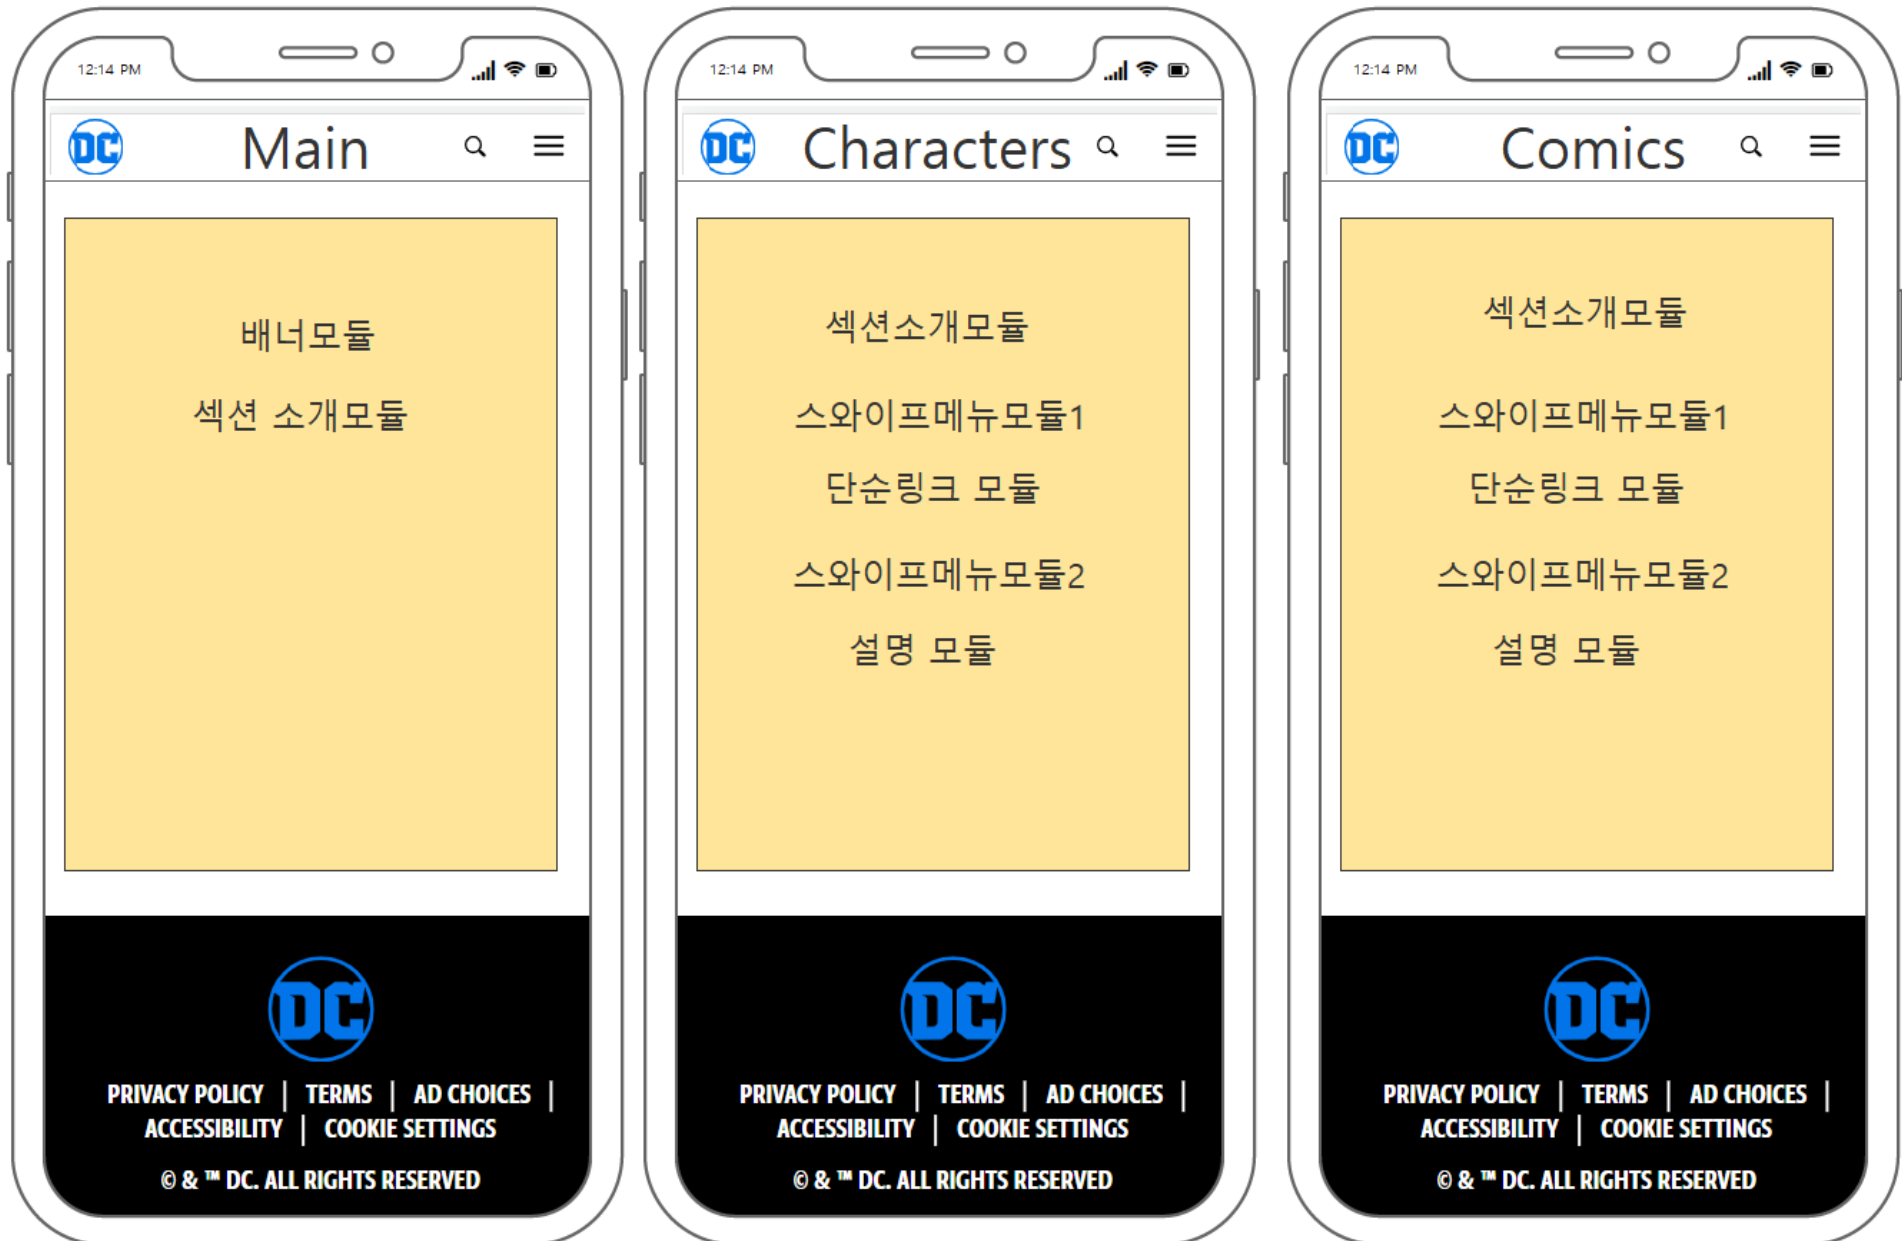 12:14 PM
DC
Main
배너모듈
섹션 소개모듈
DC
PRIVACY POLICY | TERMS | AD CHOICES |
ACCESSIBILITY | COOKIE SETTINGS
© & ™ DC. ALL RIGHTS RESERVED
12:14 PM
DC
Characters
섹션소개모듈
스와이프메뉴모듈1
단순링크 모듈
스와이프메뉴모듈2
설명 모듈
DC
PRIVACY POLICY | TERMS | AD CHOICES |
ACCESSIBILITY | COOKIE SETTINGS
© & ™ DC. ALL RIGHTS RESERVED
12:14 PM
DC
Comics
섹션소개모듈
스와이프메뉴모듈1
단순링크 모듈
스와이프메뉴모듈2
설명 모듈
DC
PRIVACY POLICY | TERMS | AD CHOICES |
ACCESSIBILITY | COOKIE SETTINGS
© & ™ DC. ALL RIGHTS RESERVED